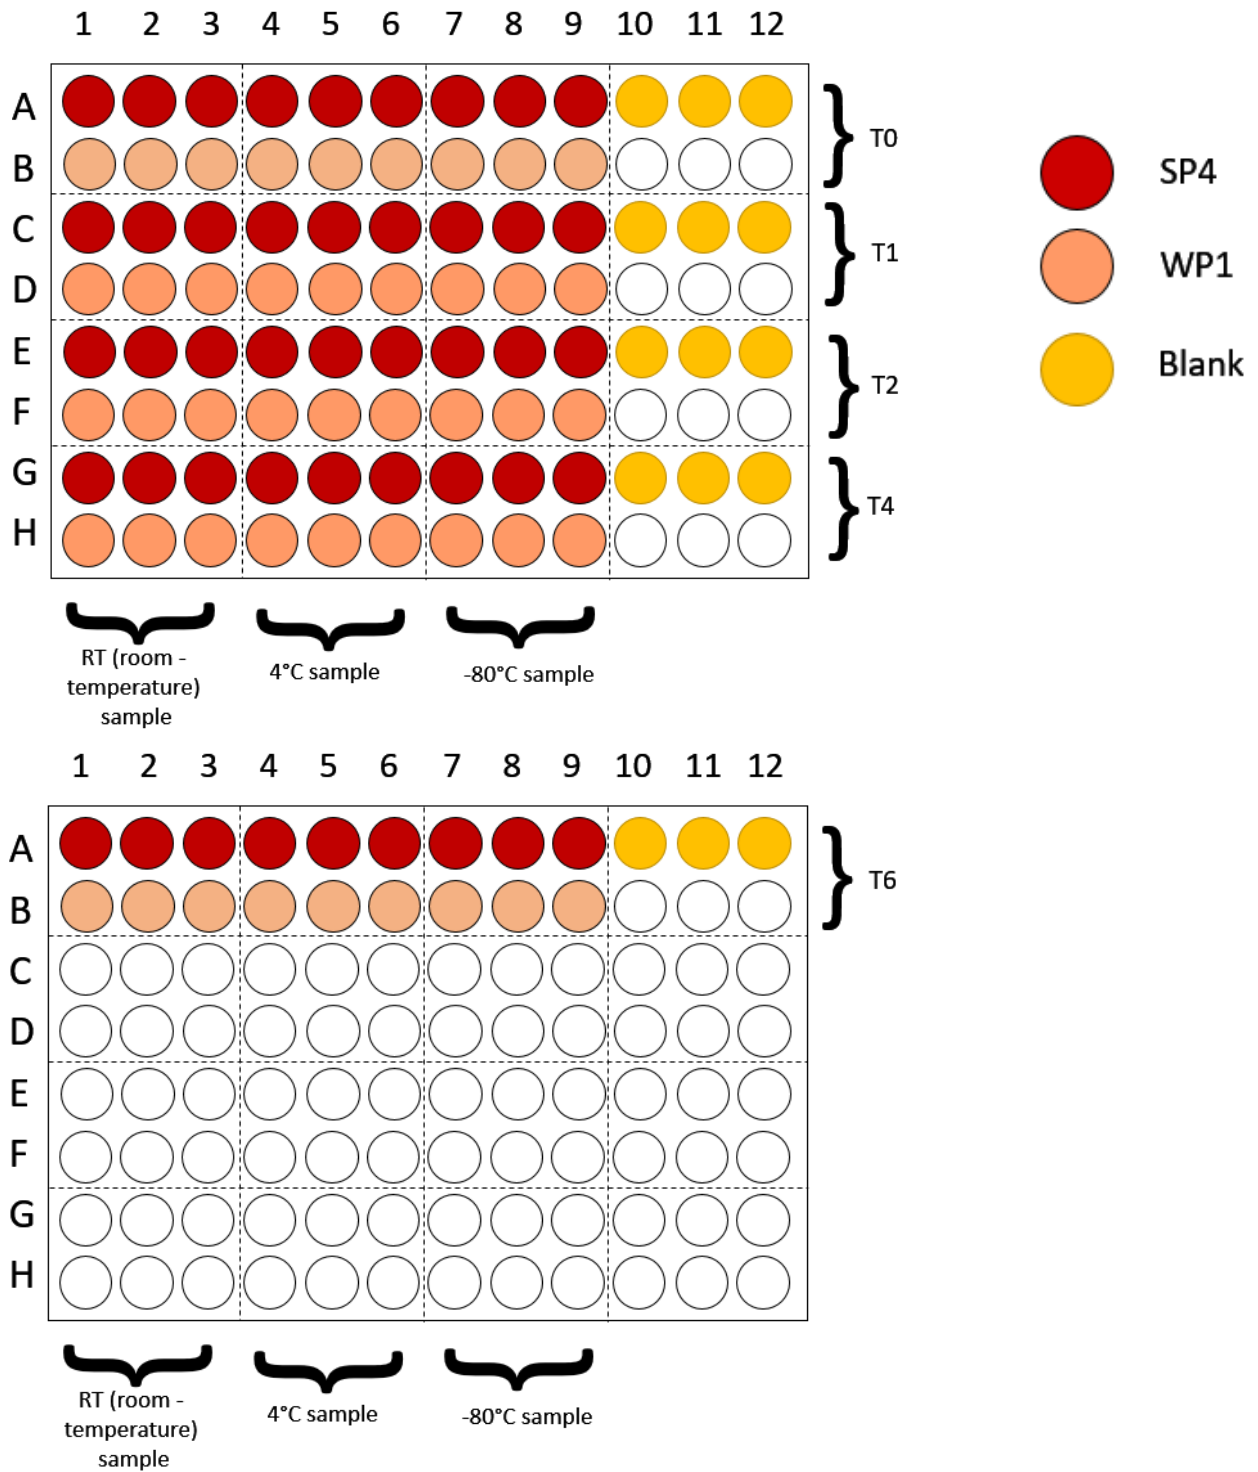 1 2 3 4 5 6 7 8 9 10 11 12
A
T0
B
SP4
C
T1
WP1
D
E
Blank
T2
F
G
T4
H
RT (room -
temperature)
sample
4°C sample
-80°C sample
1 2 3 4 5 6 7 8 9 10 11 12
A
T6
B
C
D
E
F
G
H
RT (room -
temperature)
sample
4°C sample
-80°C sample